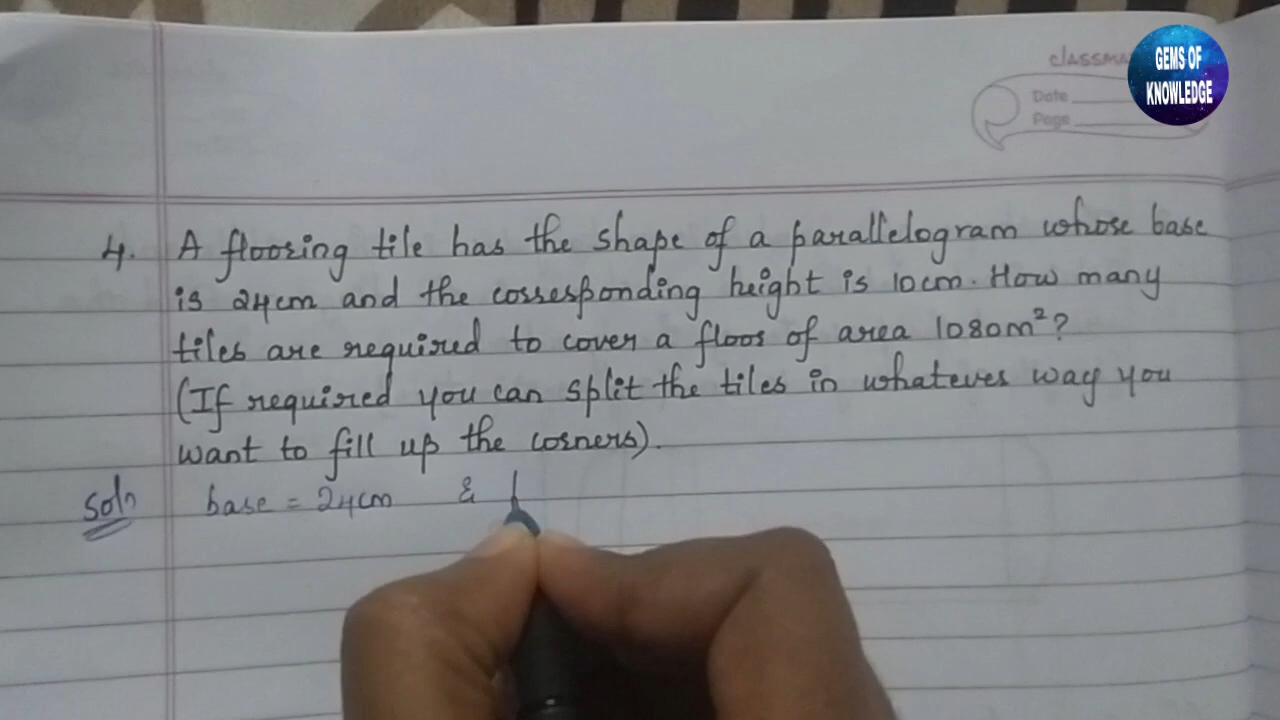 classma
GEMS OF
KNOWLEDGE
Date
Page
4. A flooring tile has the shape of a parallelogram whose base
is 24cm and the corresponding height is 10cm. How many
tiles are required to cover a floor of area 1080m²?
(If required you can split the tiles in whatever way you
want to fill up the corners).
Soln base = 24cm &